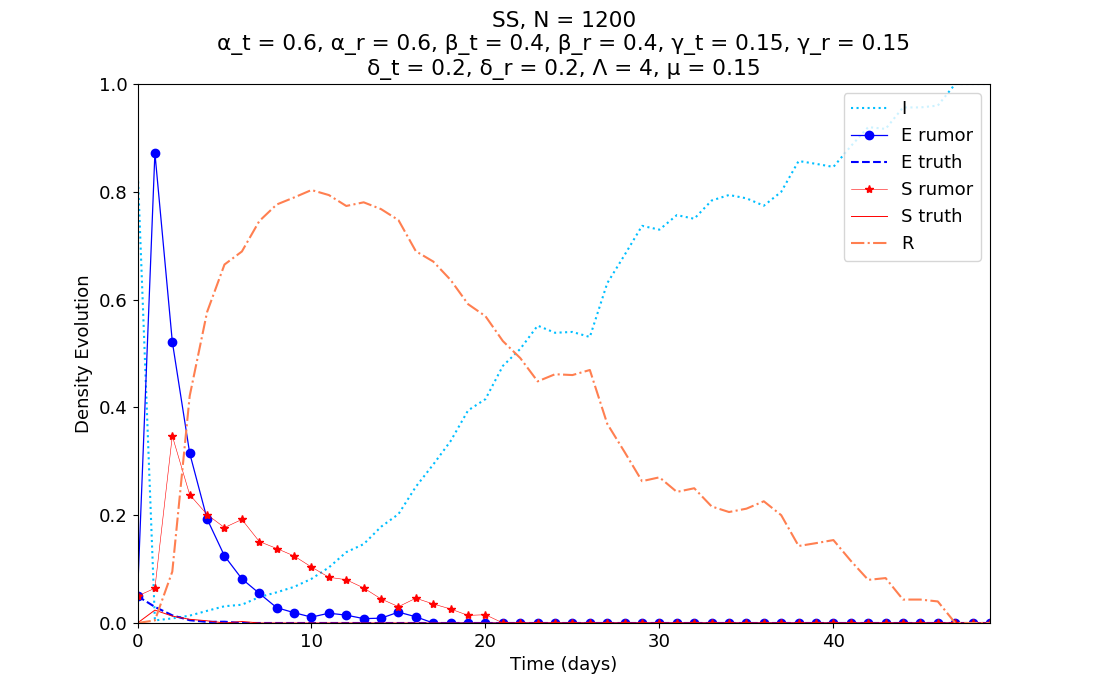 SS, N = 1200
α_t = 0.6, α_r = 0.6, β_t = 0.4, β_r = 0.4, γ_t = 0.15, γ_r = 0.15
δ_t = 0.2, δ_r = 0.2, Λ = 4, μ = 0.15
1.0
0.8
0.6
0.4
0.2
0.0
Density Evolution
I
E rumor
E truth
S rumor
S truth
R
0
10
20
30
40
Time (days)